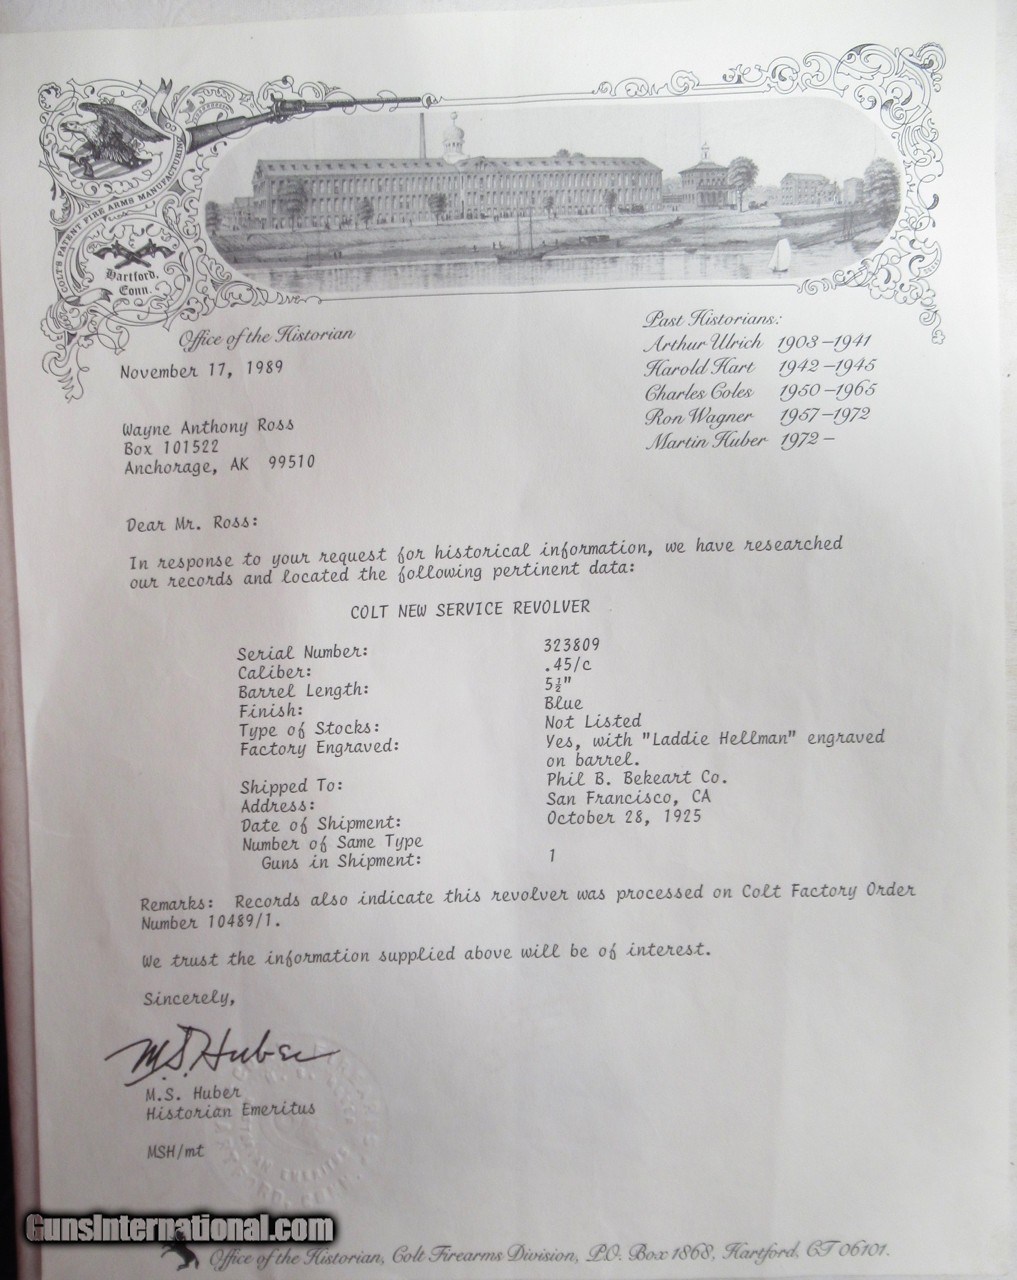 COLTS PATENT FIRE ARMS MANUFACTURING CO
Hartford,
Conn.
Office of the Historian
Past Historians:
Arthur Ulrich 1903–1941
Harold Hart 1942–1945
Charles Coles 1950–1965
Ron Wagner 1957–1972
Martin Huber 1972–
November 17, 1989
Wayne Anthony Ross
Box 101522
Anchorage, AK 99510
Dear Mr. Ross:
In response to your request for historical information, we have researched
our records and located the following pertinent data:
COLT NEW SERVICE REVOLVER
Serial Number: 323809
Caliber: .45/c
Barrel Length: 5½"
Finish: Blue
Type of Stocks: Not Listed
Factory Engraved: Yes, with "Laddie Hellman" engraved
on barrel.
Shipped To: Phil B. Bekeart Co.
Address: San Francisco, CA
Date of Shipment: October 28, 1925
Number of Same Type
Guns in Shipment: 1
Remarks: Records also indicate this revolver was processed on Colt Factory Order
Number 10489/1.
We trust the information supplied above will be of interest.
Sincerely,
M.S. Huber
M.S. Huber
Historian Emeritus
MSH/mt
GunsInternational.com
Office of the Historian, Colt Firearms Division, P.O. Box 1868, Hartford, CT 06101.